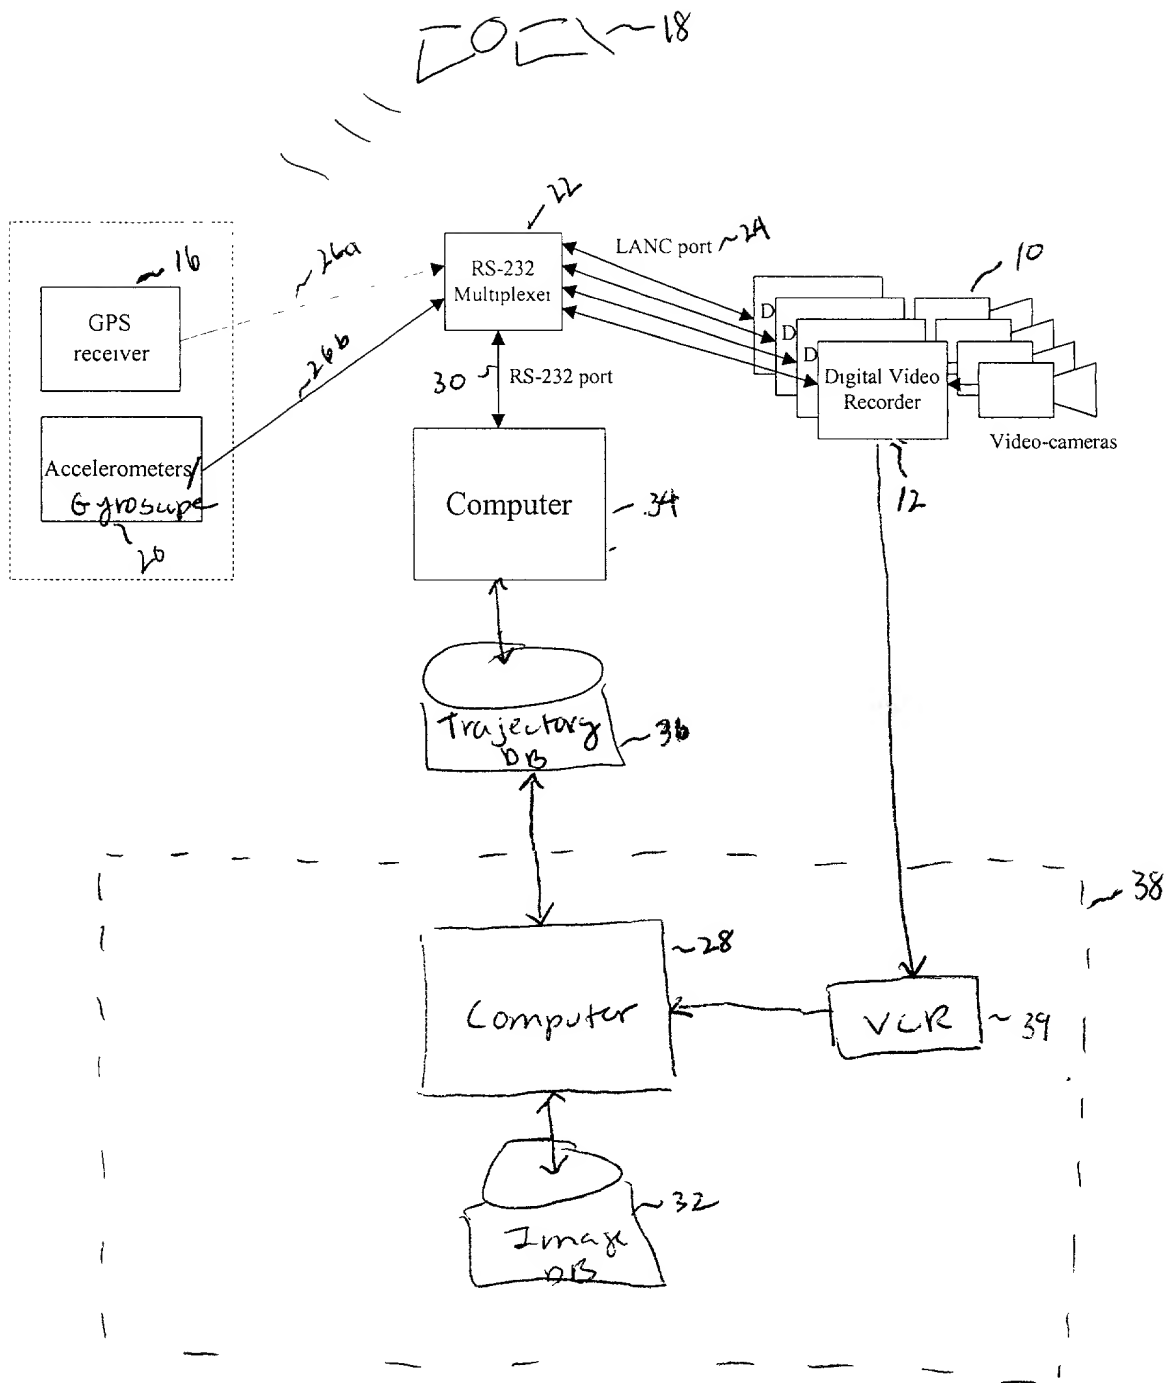 18
22
LANC port 24
10
16
26a
RS-232
Multiplexer
GPS
receiver
26b
30
RS-232 port
D
D
D
Digital Video
Recorder
Video-cameras
Accelerometers/
Gyroscope
20
Computer
34
12
Trajectory
DB
36
38
28
Computer
VCR
39
32
Image
DB